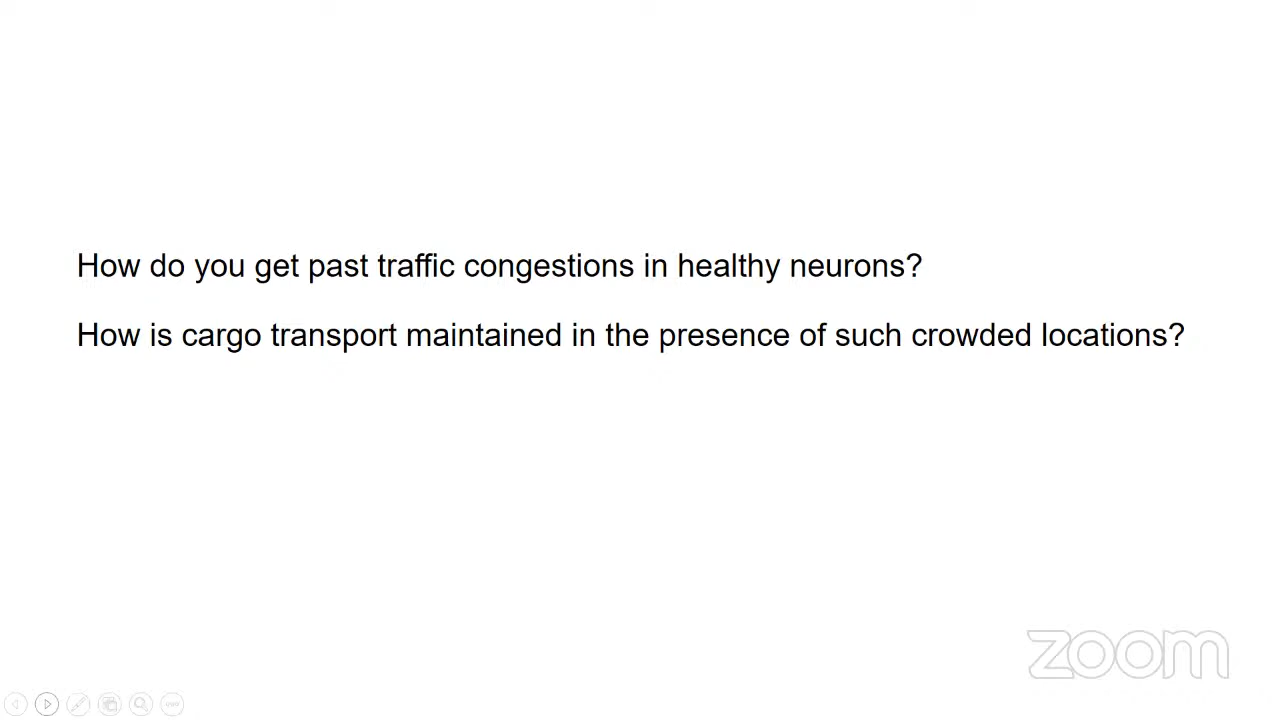 How do you get past traffic congestions in healthy neurons?
How is cargo transport maintained in the presence of such crowded locations?
zoom